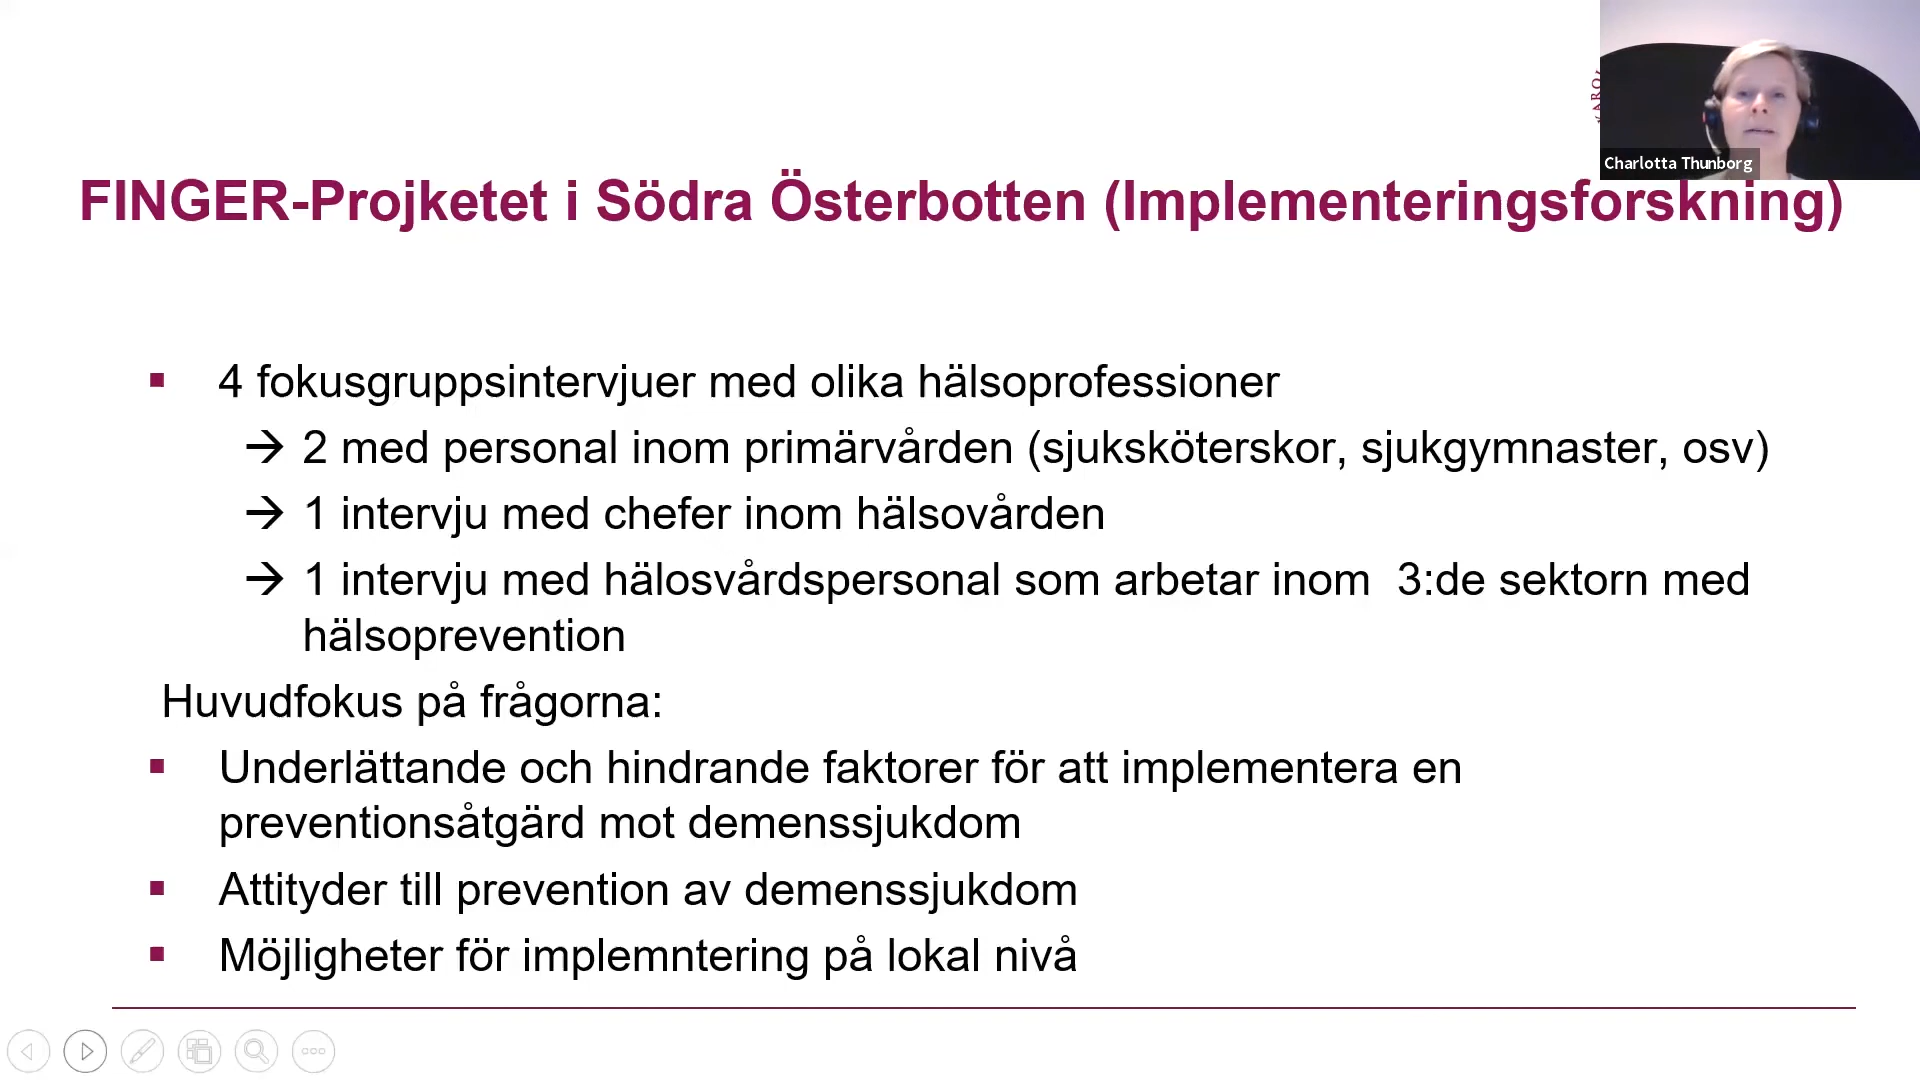 Charlotta Thunborg
FINGER-Projketet i Södra Österbotten (Implementeringsforskning)
4 fokusgruppsintervjuer med olika hälsoprofessioner
→ 2 med personal inom primärvården (sjuksköterskor, sjukgymnaster, osv)
→ 1 intervju med chefer inom hälsovården
→ 1 intervju med hälosvårdspersonal som arbetar inom 3:de sektorn med
hälsoprevention
Huvudfokus på frågorna:
Underlättande och hindrande faktorer för att implementera en
preventionsåtgärd mot demenssjukdom
Attityder till prevention av demenssjukdom
Möjligheter för implemntering på lokal nivå